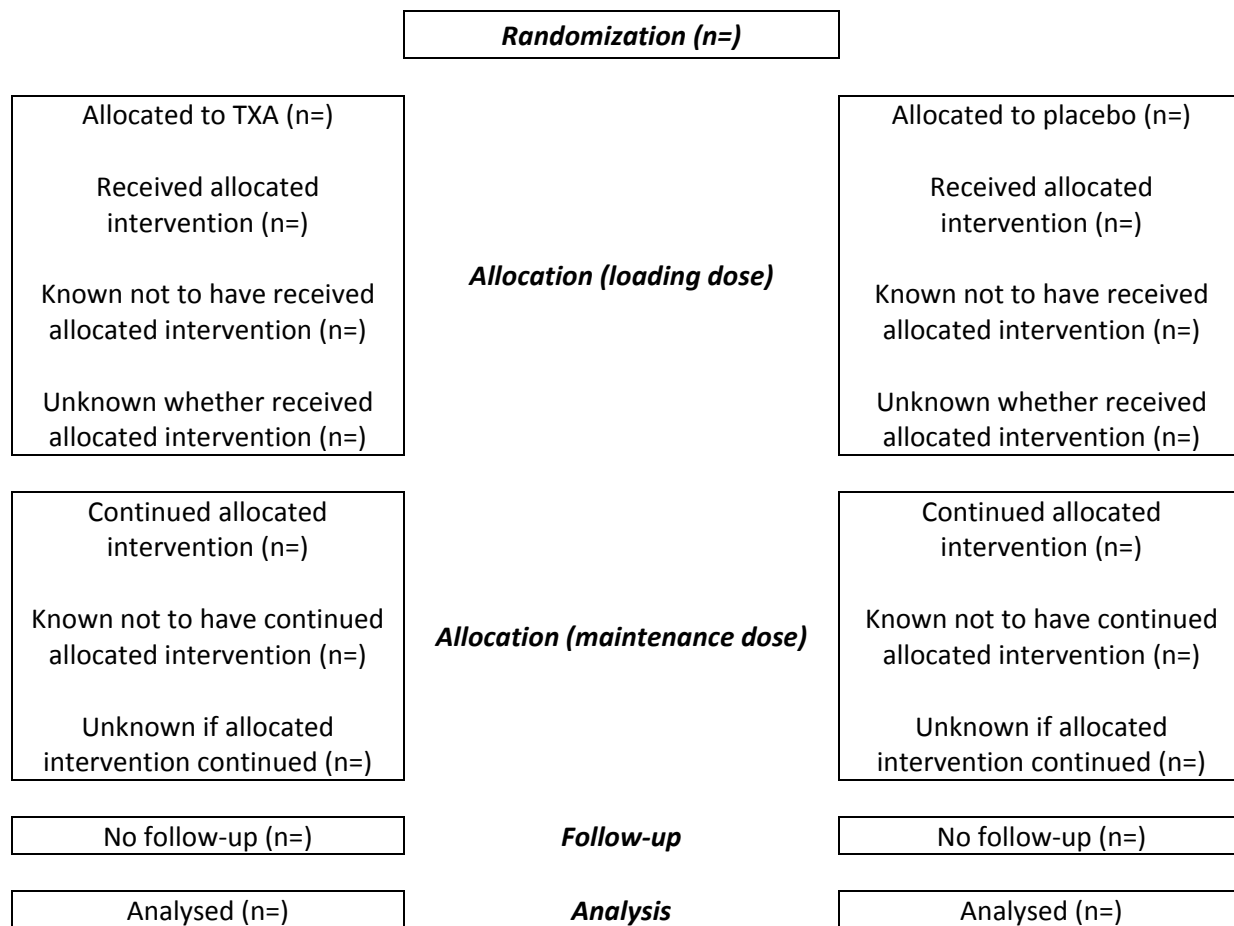 Randomization (n=)
Allocated to TXA (n=)
Received allocated
intervention (n=)
Known not to have received
allocated intervention (n=)
Unknown whether received
allocated intervention (n=)
Allocation (loading dose)
Allocated to placebo (n=)
Received allocated
intervention (n=)
Known not to have received
allocated intervention (n=)
Unknown whether received
allocated intervention (n=)
Continued allocated
intervention (n=)
Known not to have continued
allocated intervention (n=)
Unknown if allocated
intervention continued (n=)
Allocation (maintenance dose)
Continued allocated
intervention (n=)
Known not to have continued
allocated intervention (n=)
Unknown if allocated
intervention continued (n=)
No follow-up (n=)
Follow-up
No follow-up (n=)
Analysed (n=)
Analysis
Analysed (n=)